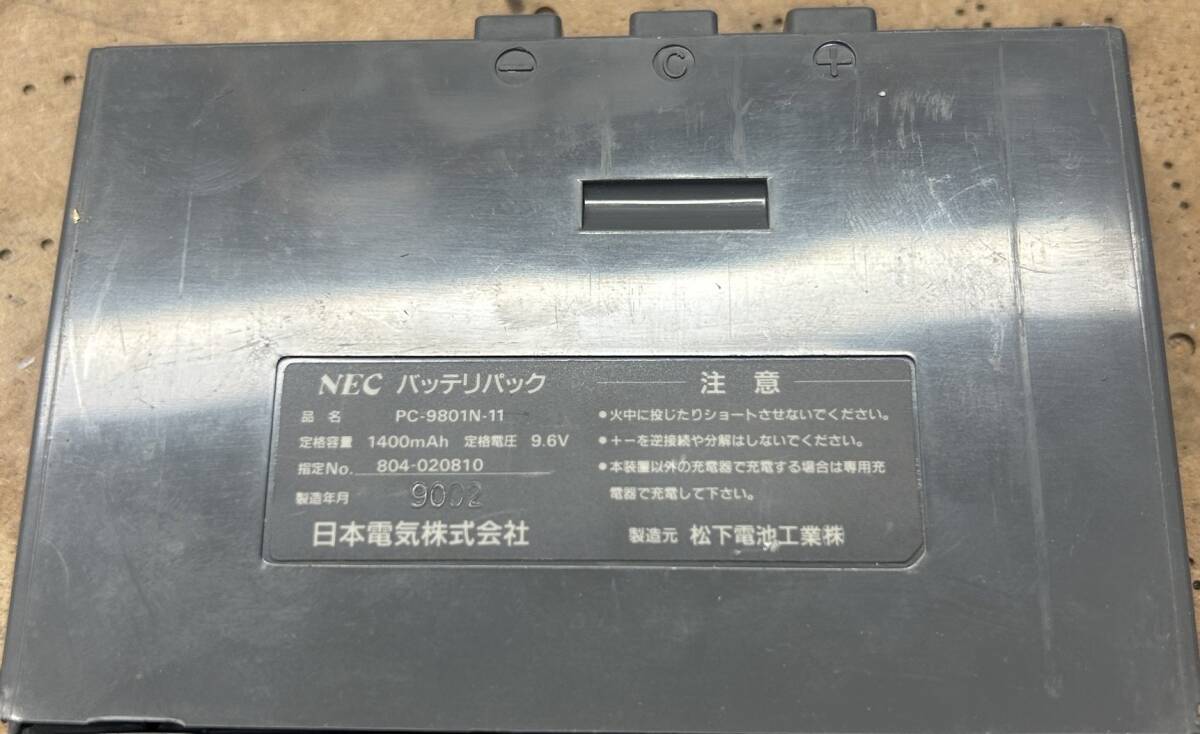 − C +
NEC バッテリパック
品名 PC-9801N-11
定格容量 1400mAh 定格電圧 9.6V
指定No. 804-020810
製造年月 9002
日本電気株式会社
注意
●火中に投じたりショートさせないでください。
●+−を逆接続や分解はしないでください。
●本装置以外の充電器で充電する場合は専用充
電器で充電して下さい。
製造元 松下電池工業株